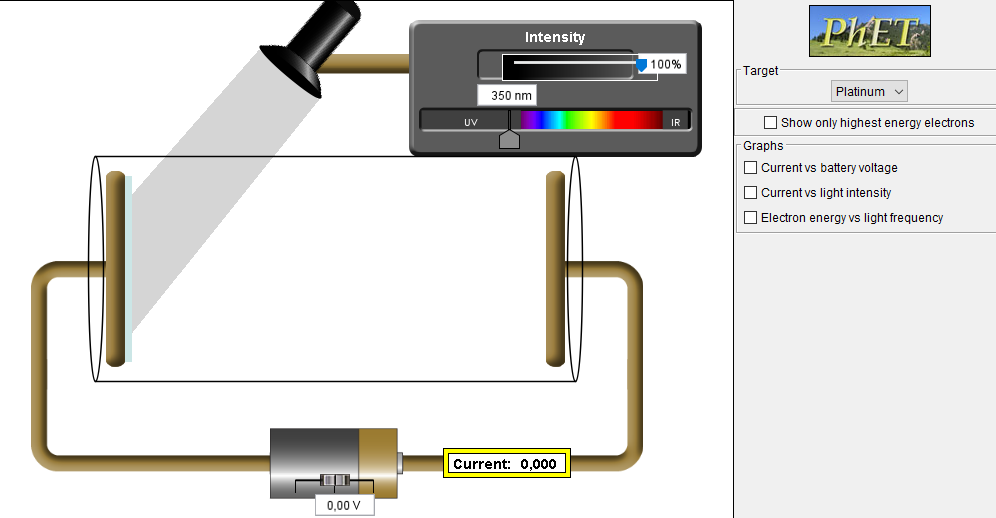 Intensity
100%
350 nm
UV
IR
Current: 0,000
0,00 V
PhET
Target
Platinum
Show only highest energy electrons
Graphs
Current vs battery voltage
Current vs light intensity
Electron energy vs light frequency